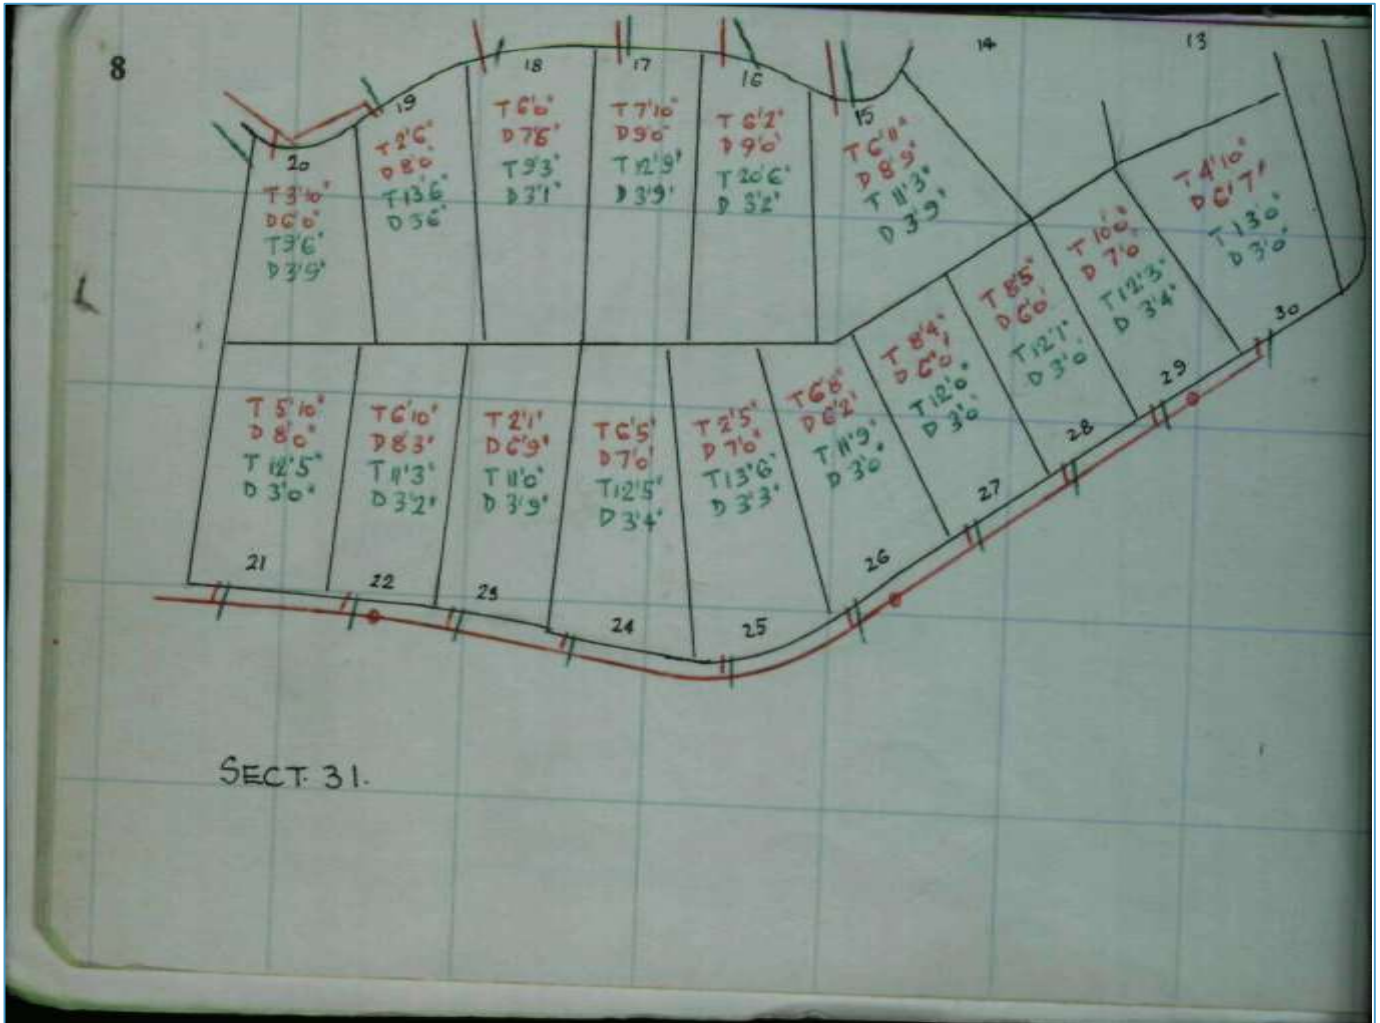 8
14
13
18
17
16
15
19
20
T 6'0"
D 7'6"
T 9'3"
D 3'1"
T 7'10"
D 9'0"
T 12'9"
D 3'9"
T 6'2"
D 9'0"
T 20'6"
D 3'2"
T 6'11"
D 8'9"
T 11'3"
D 3'9"
T 2'6"
D 8'0"
T 13'6"
D 3'6"
T 3'10"
D 6'0"
T 9'6"
D 3'9"
T 4'10"
D 6'7"
T 13'0"
D 3'0"
30
T 10'0"
D 7'0"
T 12'3"
D 3'4"
29
T 8'5"
D 6'0"
T 12'1"
D 3'0"
28
T 8'4"
D 6'0"
T 12'0"
D 3'0"
27
T 6'8"
D 6'2"
T 11'9"
D 3'0"
26
T 5'10"
D 8'0"
T 12'5"
D 3'0"
21
T 6'10"
D 8'3"
T 11'3"
D 3'2"
22
T 2'1"
D 6'9"
T 11'0"
D 3'9"
23
T 6'5"
D 7'0"
T 12'5"
D 3'4"
24
T 2'5"
D 7'0"
T 13'6"
D 3'3"
25
SECT. 31.